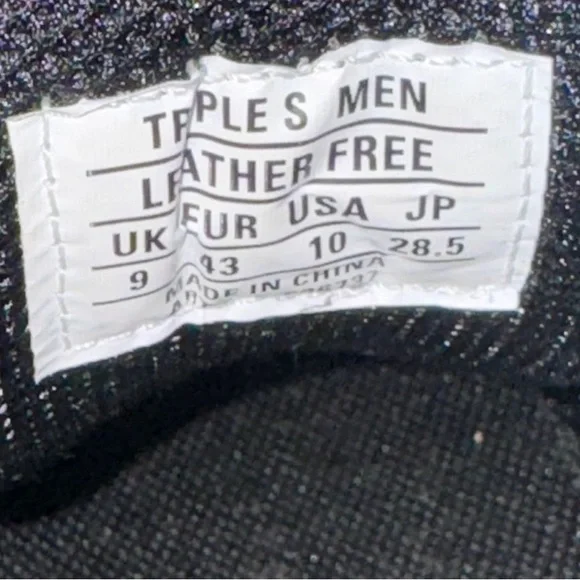 TRIPLE S MEN
LEATHER FREE
UK EUR USA JP
9 43 10 28.5
MADE IN CHINA